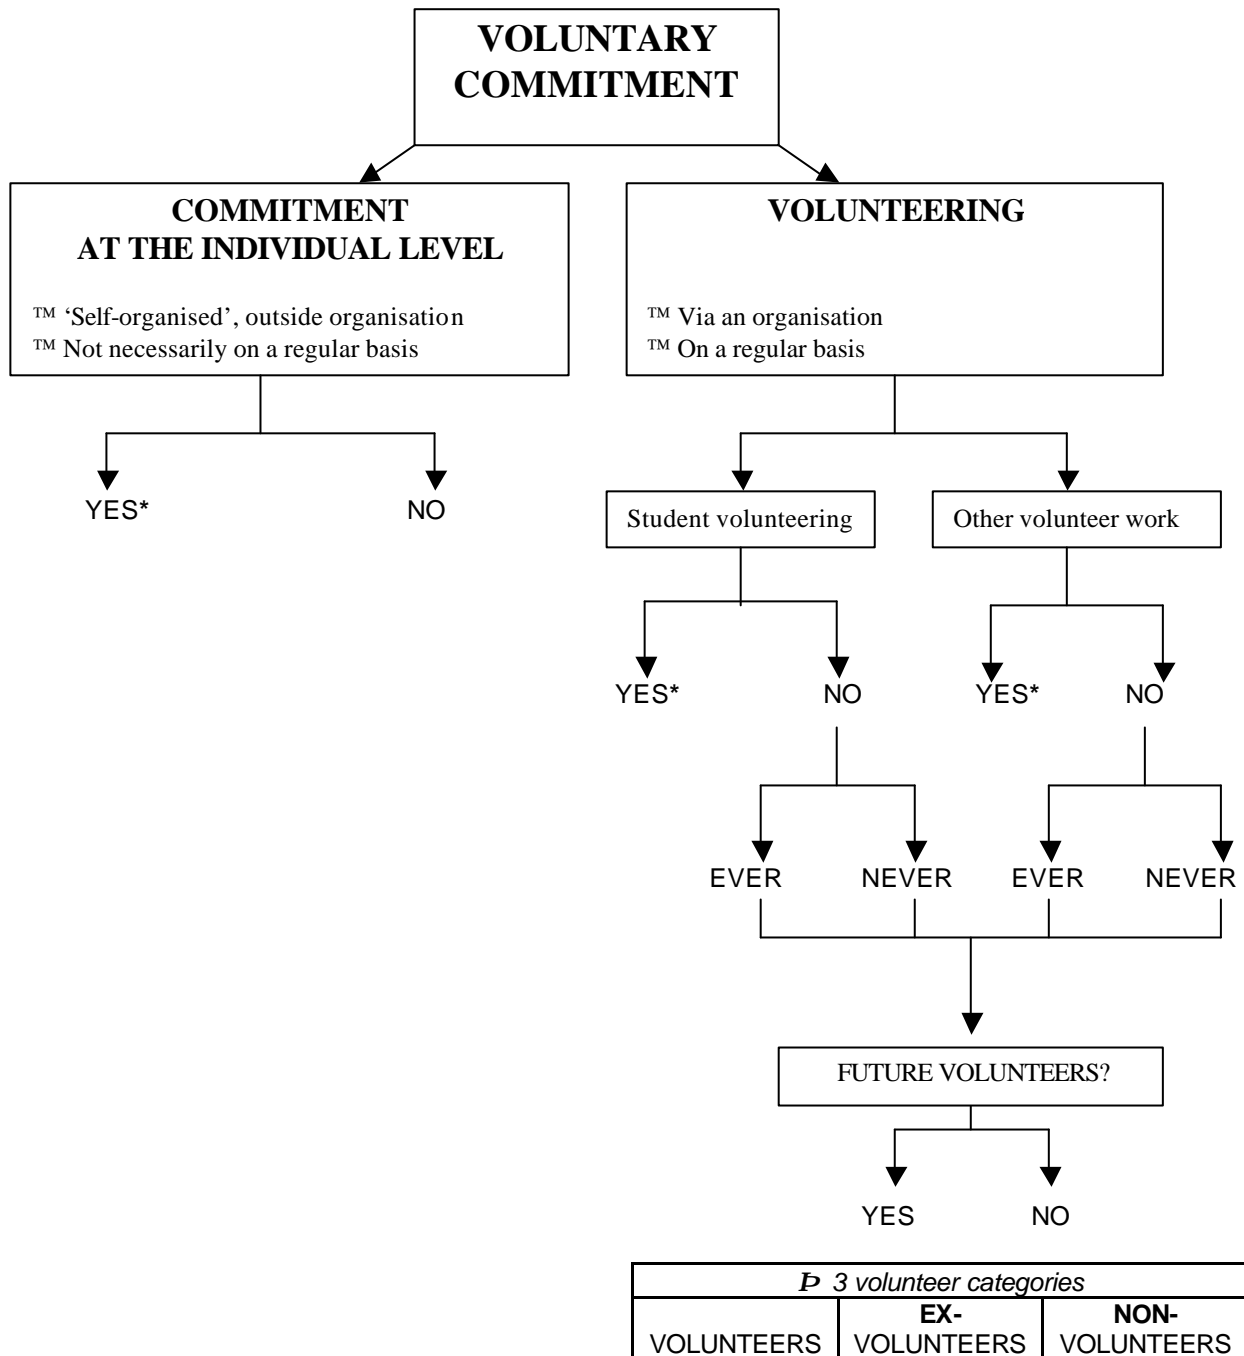 VOLUNTARY
COMMITMENT
COMMITMENT
AT THE INDIVIDUAL LEVEL
™ ‘Self-organised’, outside organisation
™ Not necessarily on a regular basis
VOLUNTEERING
™ Via an organisation
™ On a regular basis
YES*
NO
Student volunteering
Other volunteer work
YES*
NO
YES*
NO
EVER
NEVER
EVER
NEVER
FUTURE VOLUNTEERS?
YES
NO
Þ 3 volunteer categories
VOLUNTEERS
EX-
VOLUNTEERS
NON-
VOLUNTEERS